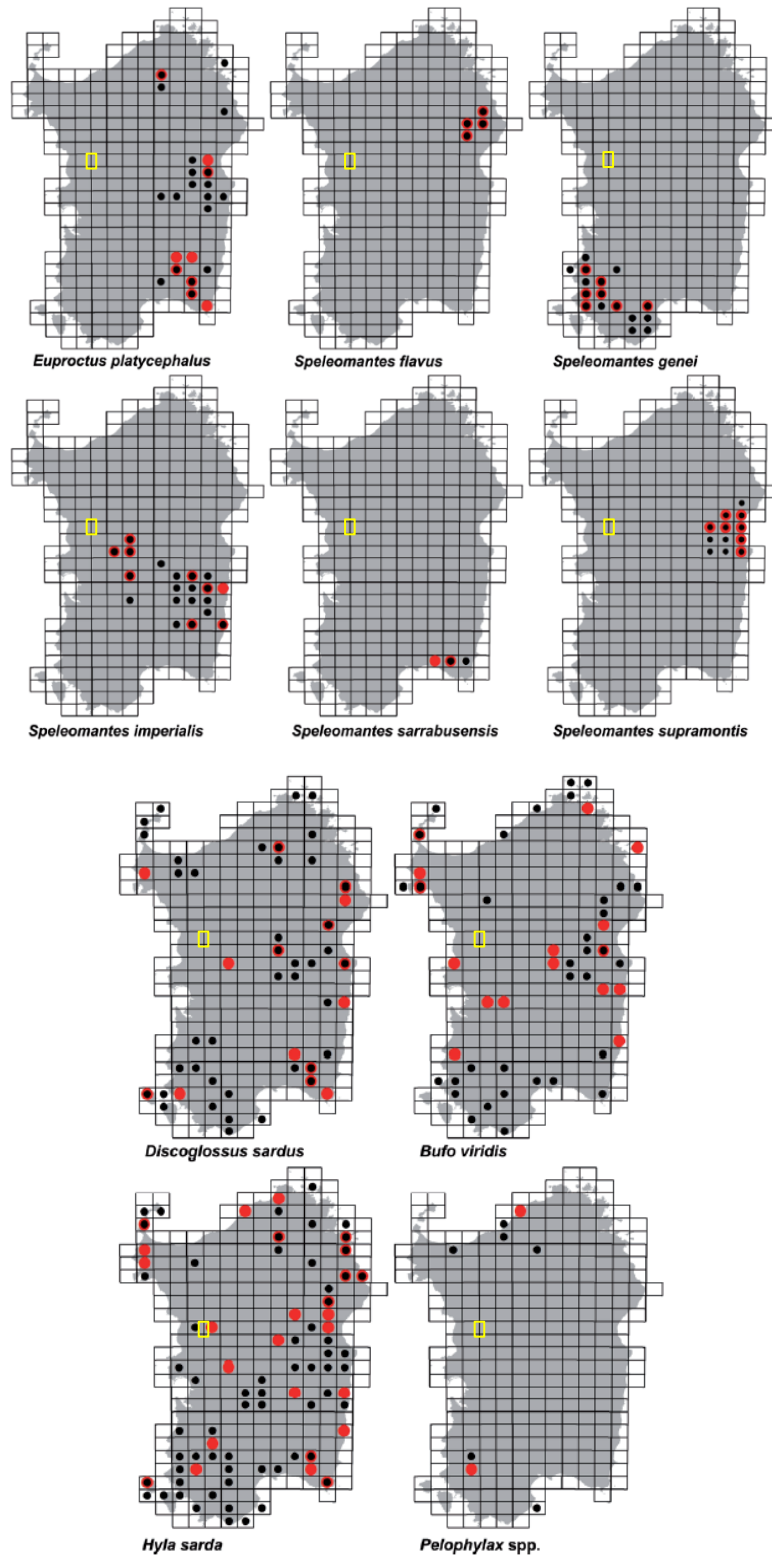 Euproctus platycephalus
Speleomantes flavus
Speleomantes genei
Speleomantes imperialis
Speleomantes sarrabusensis
Speleomantes supramontis
Discoglossus sardus
Bufo viridis
Hyla sarda
Pelophylax spp.